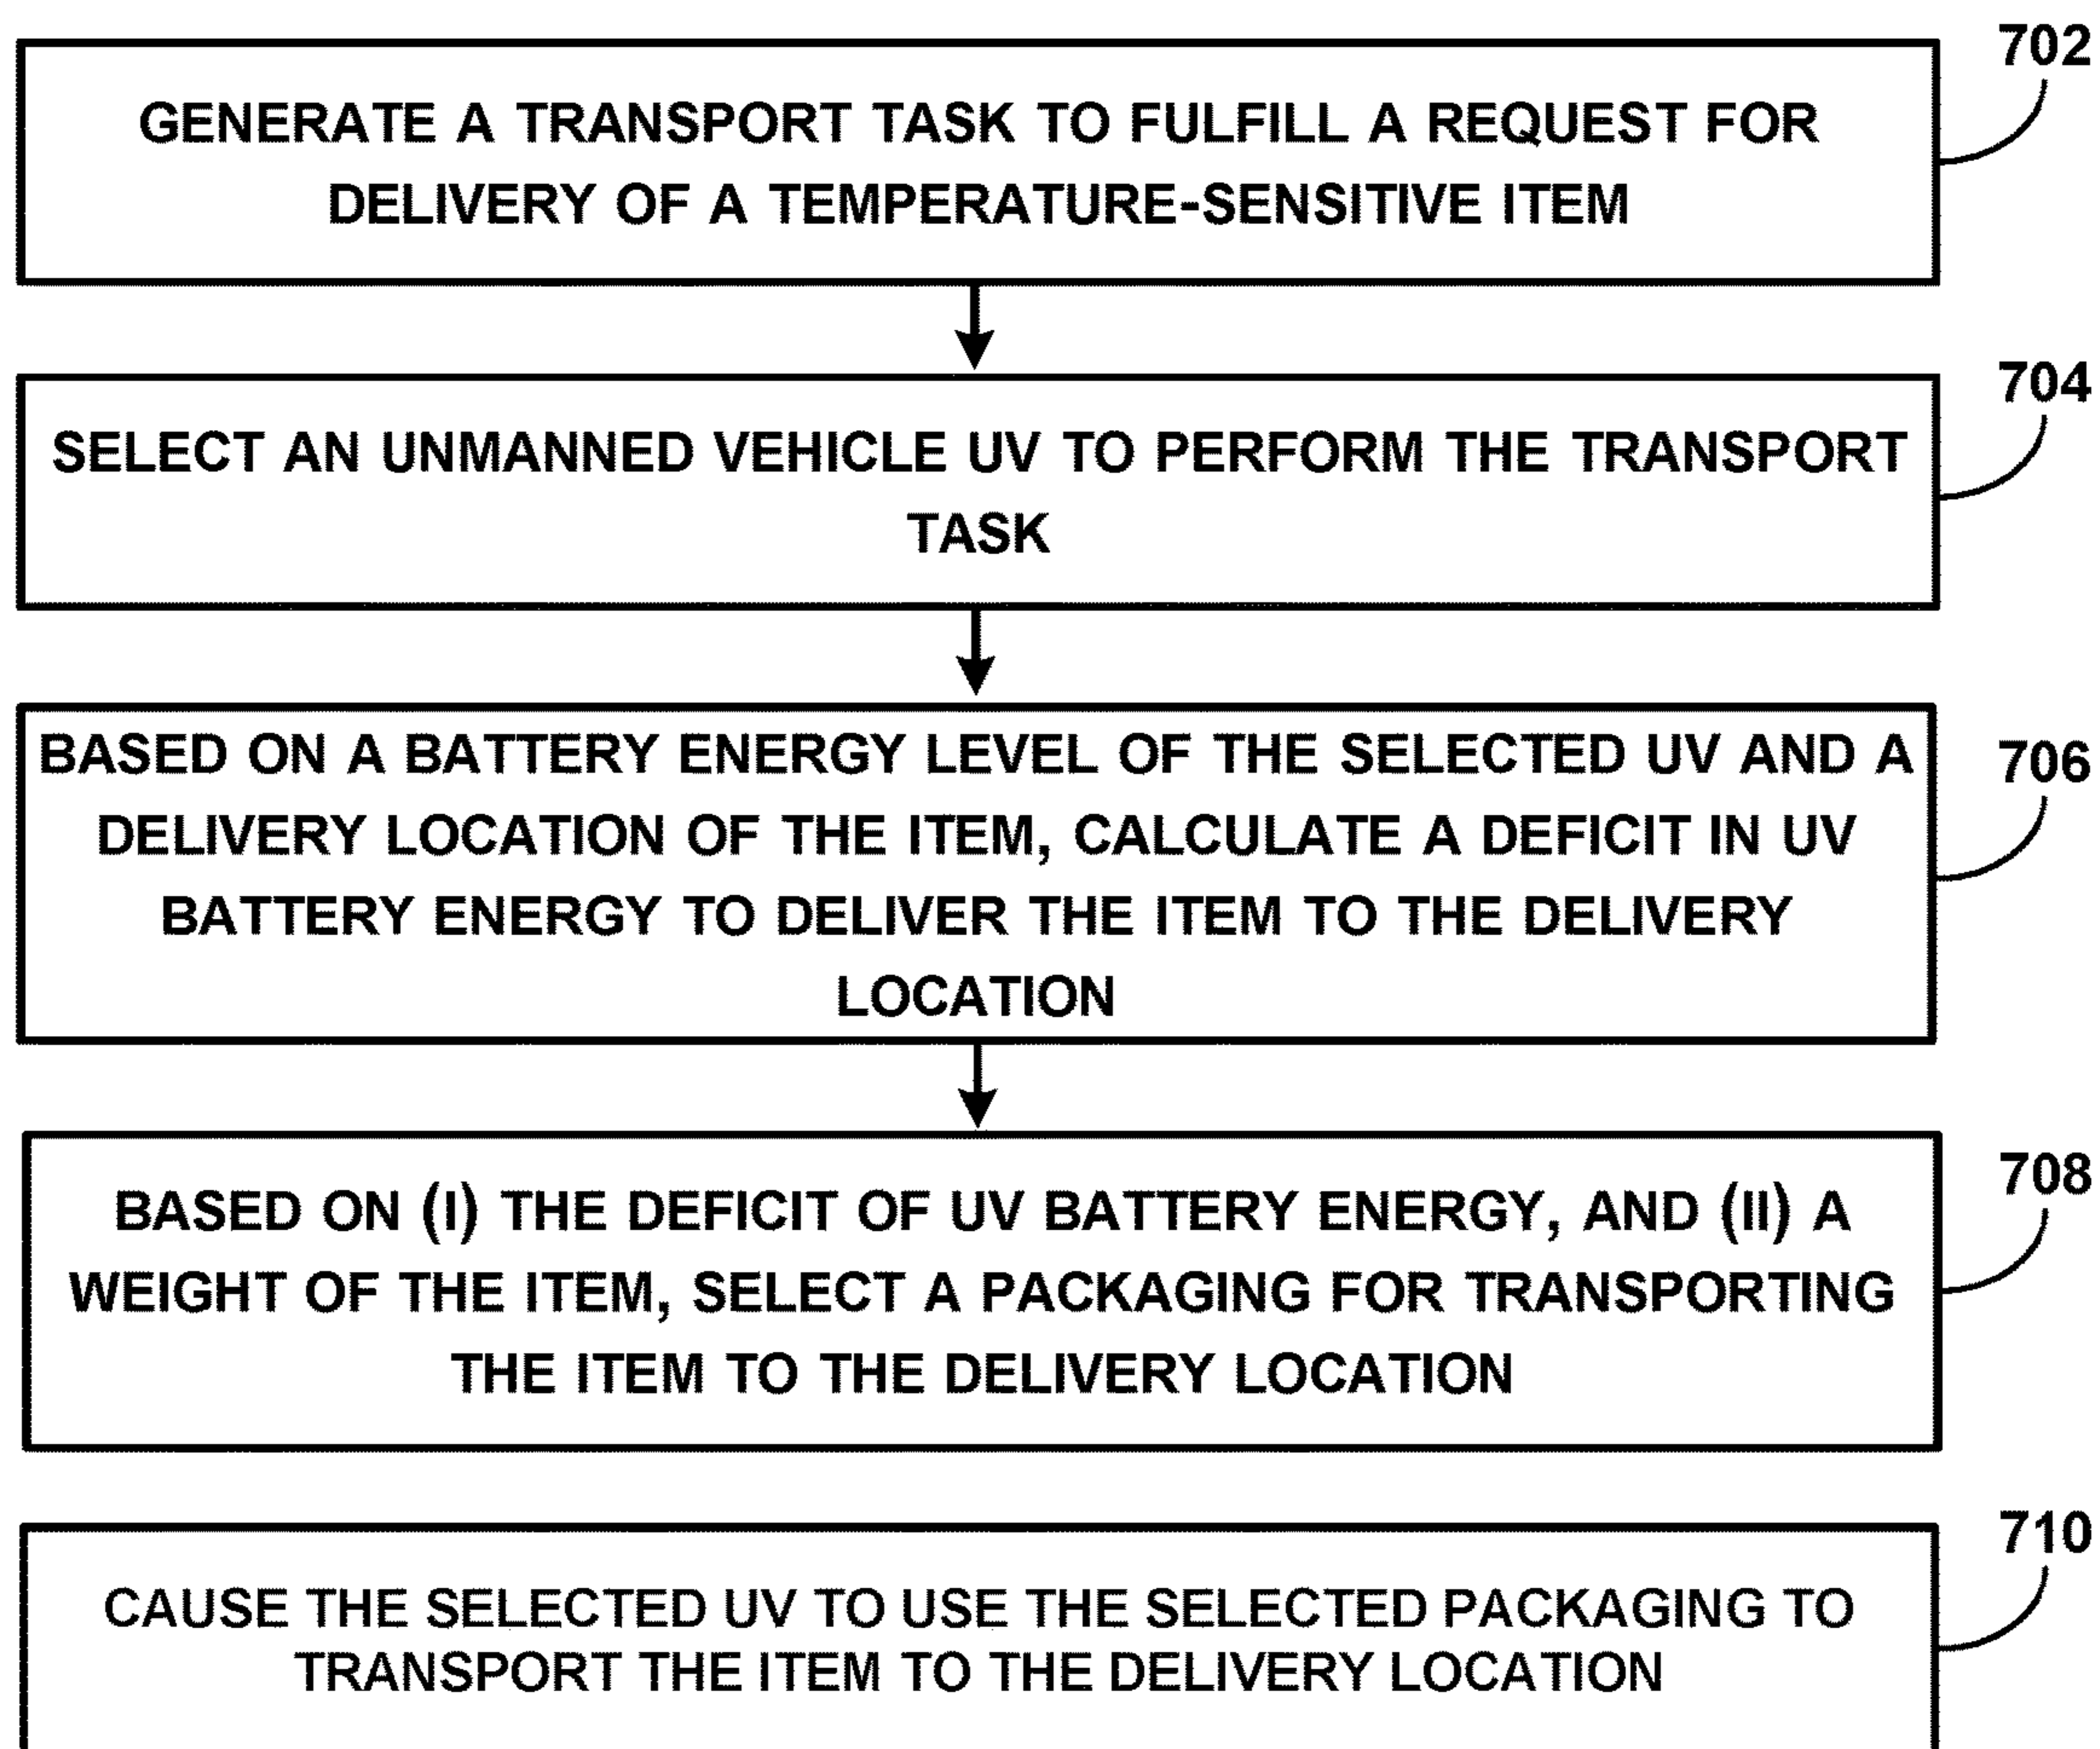 702
GENERATE A TRANSPORT TASK TO FULFILL A REQUEST FOR
DELIVERY OF A TEMPERATURE-SENSITIVE ITEM
704
SELECT AN UNMANNED VEHICLE UV TO PERFORM THE TRANSPORT
TASK
706
BASED ON A BATTERY ENERGY LEVEL OF THE SELECTED UV AND A
DELIVERY LOCATION OF THE ITEM, CALCULATE A DEFICIT IN UV
BATTERY ENERGY TO DELIVER THE ITEM TO THE DELIVERY
LOCATION
708
BASED ON (I) THE DEFICIT OF UV BATTERY ENERGY, AND (II) A
WEIGHT OF THE ITEM, SELECT A PACKAGING FOR TRANSPORTING
THE ITEM TO THE DELIVERY LOCATION
710
CAUSE THE SELECTED UV TO USE THE SELECTED PACKAGING TO
TRANSPORT THE ITEM TO THE DELIVERY LOCATION